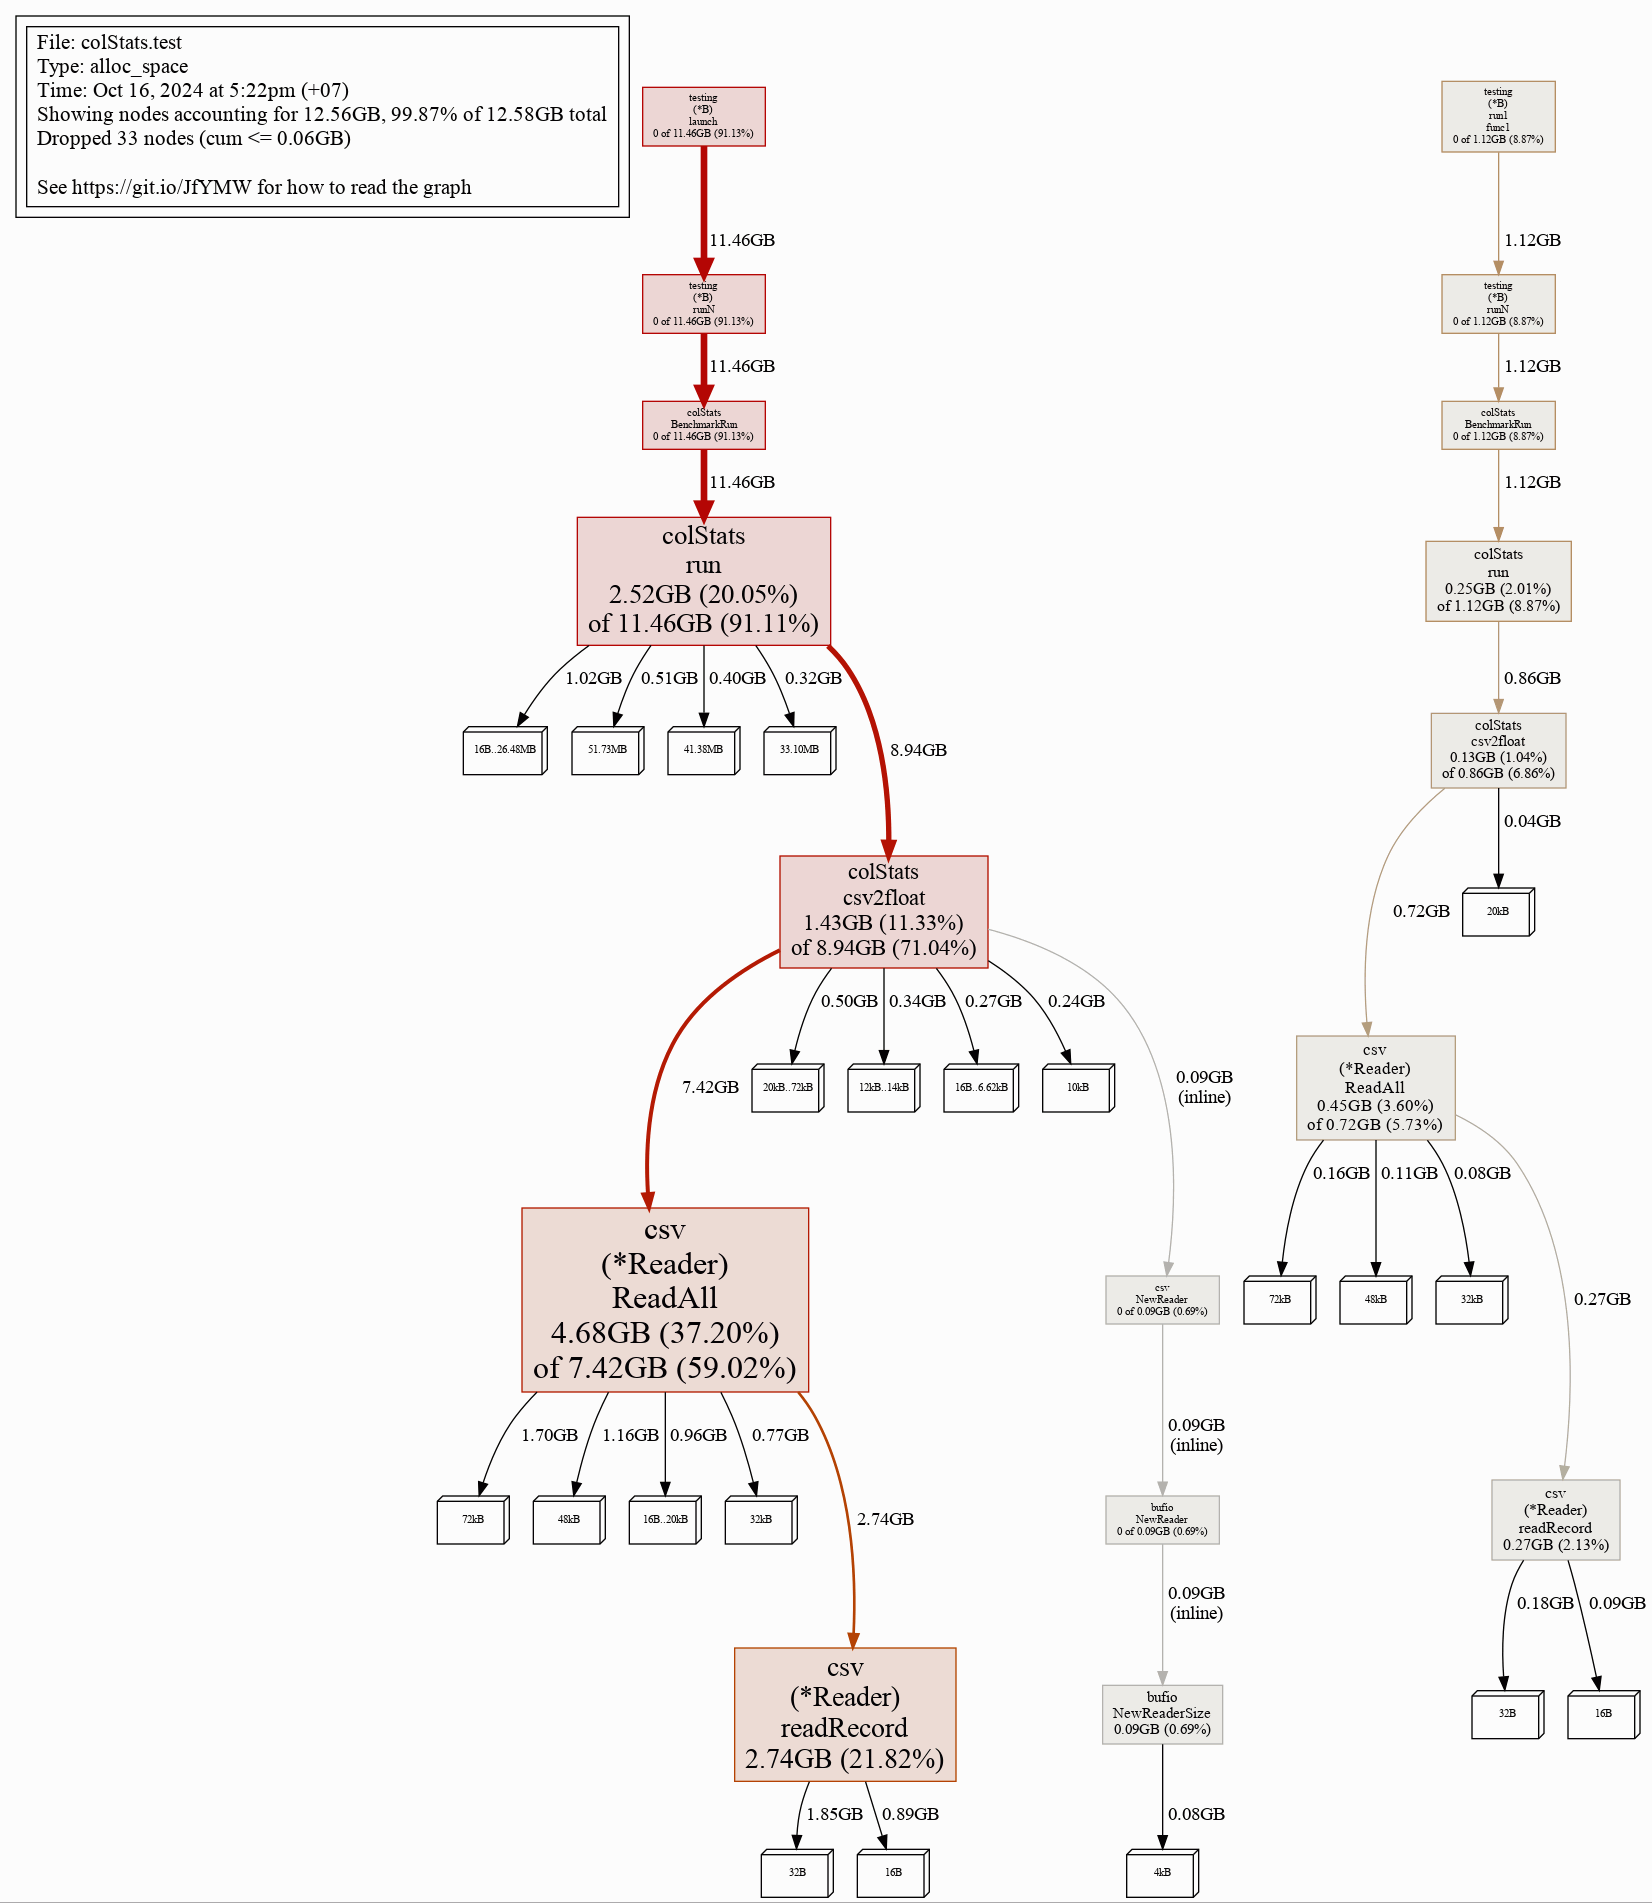 File: colStats.test
Type: alloc_space
Time: Oct 16, 2024 at 5:22pm (+07)
Showing nodes accounting for 12.56GB, 99.87% of 12.58GB total
Dropped 33 nodes (cum <= 0.06GB)
See https://git.io/JfYMW for how to read the graph
testing
(*B)
launch
0 of 11.46GB (91.13%)
11.46GB
testing
(*B)
runN
0 of 11.46GB (91.13%)
11.46GB
colStats
BenchmarkRun
0 of 11.46GB (91.13%)
11.46GB
colStats
run
2.52GB (20.05%)
of 11.46GB (91.11%)
1.02GB
0.51GB
0.40GB
0.32GB
16B..26.48MB
51.73MB
41.38MB
33.10MB
8.94GB
colStats
csv2float
1.43GB (11.33%)
of 8.94GB (71.04%)
0.50GB
0.34GB
0.27GB
0.24GB
20kB..72kB
12kB..14kB
16B..6.62kB
10kB
7.42GB
0.09GB
(inline)
csv
(*Reader)
ReadAll
4.68GB (37.20%)
of 7.42GB (59.02%)
1.70GB
1.16GB
0.96GB
0.77GB
72kB
48kB
16B..20kB
32kB
2.74GB
csv
(*Reader)
readRecord
2.74GB (21.82%)
1.85GB
0.89GB
32B
16B
csv
NewReader
0 of 0.09GB (0.69%)
0.09GB
(inline)
bufio
NewReader
0 of 0.09GB (0.69%)
0.09GB
(inline)
bufio
NewReaderSize
0.09GB (0.69%)
0.08GB
4kB
testing
(*B)
run1
func1
0 of 1.12GB (8.87%)
1.12GB
testing
(*B)
runN
0 of 1.12GB (8.87%)
1.12GB
colStats
BenchmarkRun
0 of 1.12GB (8.87%)
1.12GB
colStats
run
0.25GB (2.01%)
of 1.12GB (8.87%)
0.86GB
colStats
csv2float
0.13GB (1.04%)
of 0.86GB (6.86%)
0.04GB
20kB
0.72GB
csv
(*Reader)
ReadAll
0.45GB (3.60%)
of 0.72GB (5.73%)
0.16GB
0.11GB
0.08GB
72kB
48kB
32kB
0.27GB
csv
(*Reader)
readRecord
0.27GB (2.13%)
0.18GB
0.09GB
32B
16B